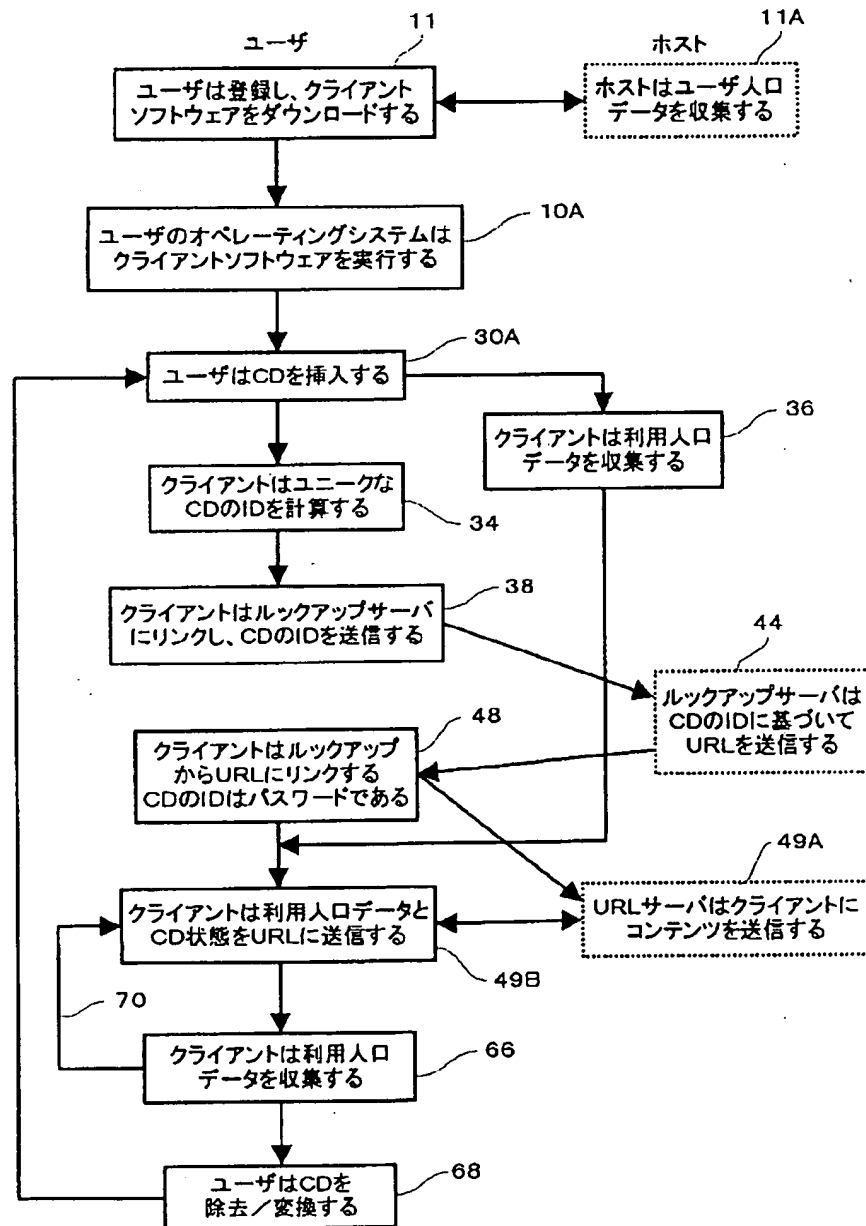 ユーザ
ホスト
11
11A
ユーザは登録し、クライアント
ソフトウェアをダウンロードする
ホストはユーザ人口
データを収集する
10A
ユーザのオペレーティングシステムは
クライアントソフトウェアを実行する
30A
ユーザはCDを挿入する
36
クライアントは利用人口
データを収集する
クライアントはユニークな
CDのIDを計算する
34
38
クライアントはルックアップサーバ
にリンクし、CDのIDを送信する
44
ルックアップサーバは
CDのIDに基づいて
URLを送信する
48
クライアントはルックアップ
からURLにリンクする
CDのIDはパスワードである
49A
URLサーバはクライアントに
コンテンツを送信する
クライアントは利用人口データと
CD状態をURLに送信する
49B
70
クライアントは利用人口
データを収集する
66
ユーザはCDを
除去／変換する
68